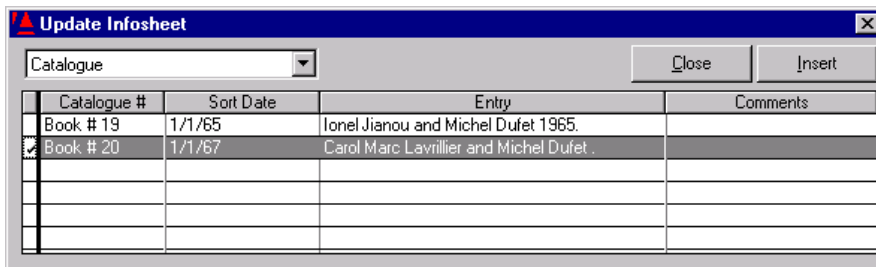 Update Infosheet
Catalogue Close Insert
Catalogue # Sort Date Entry Comments
Book # 19 1/1/65 Ionel Jianou and Michel Dufet 1965.
Book # 20 1/1/67 Carol Marc Lavrillier and Michel Dufet .